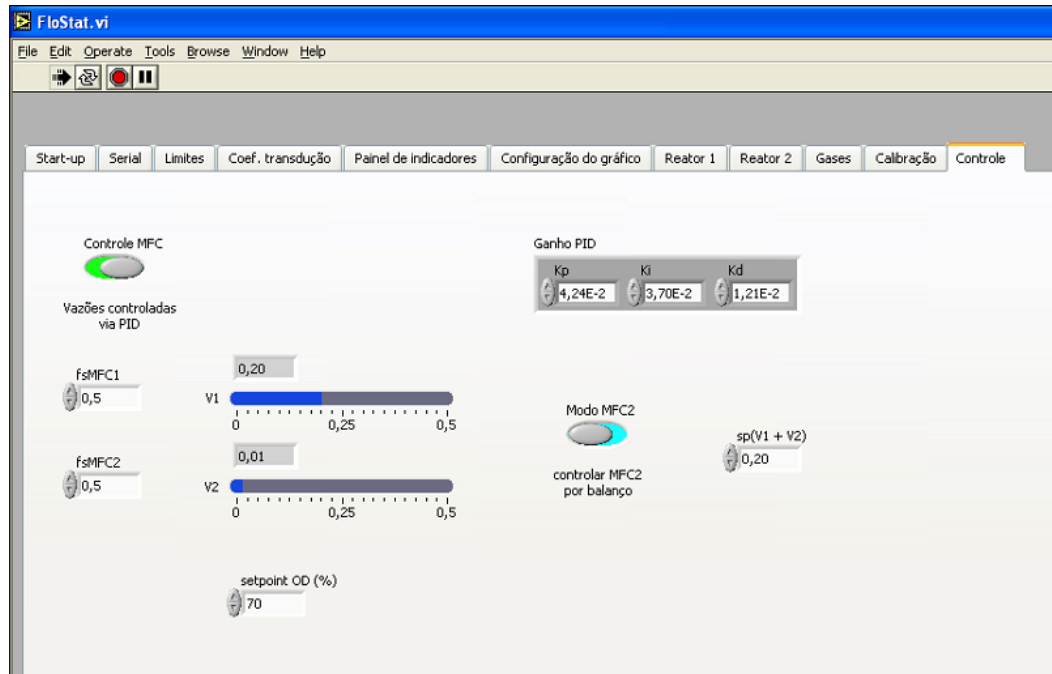 FloStat.vi
File Edit Operate Tools Browse Window Help
Start-up Serial Limites Coef. transdução Painel de indicadores Configuração do gráfico Reator 1 Reator 2 Gases Calibração Controle
Controle MFC
Vazões controladas
via PID
Ganho PID
Kp Ki Kd
4,24E-2 3,70E-2 1,21E-2
fsMFC1
0,5
0,20
V1
0 0,25 0,5
fsMFC2
0,5
0,01
V2
0 0,25 0,5
Modo MFC2
controlar MFC2
por balanço
sp(V1 + V2)
0,20
setpoint OD (%)
70